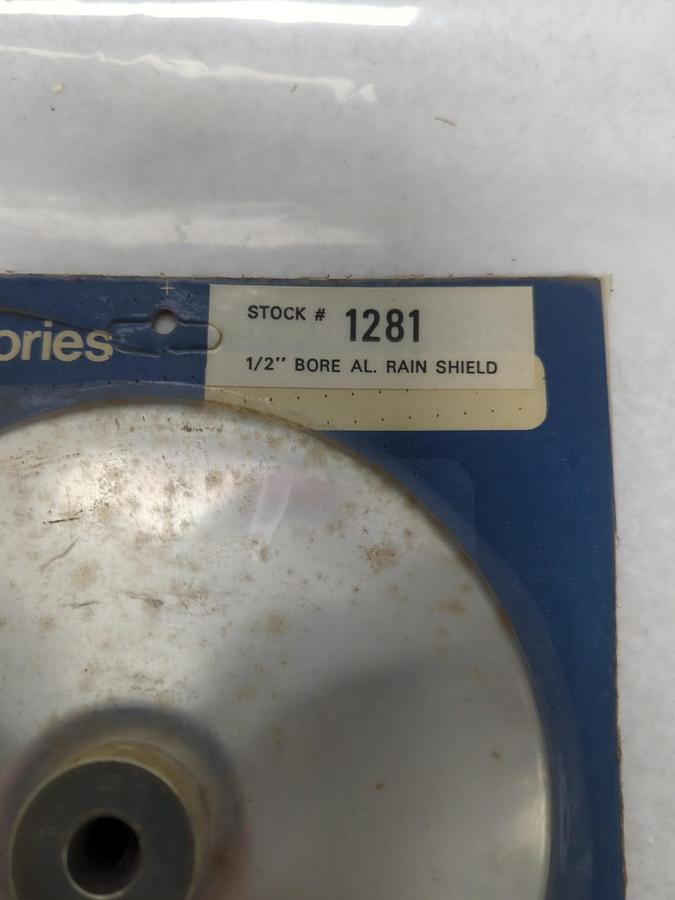 STOCK # 1281
ories
1/2" BORE AL. RAIN SHIELD